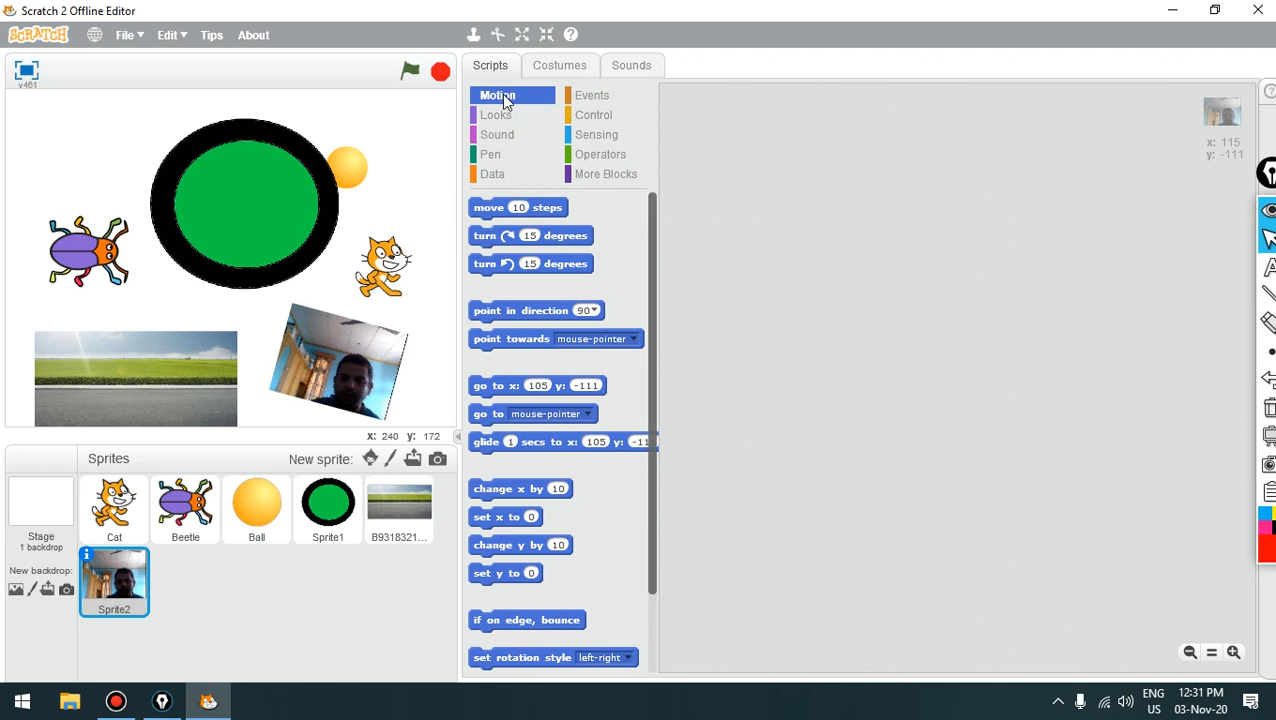 Scratch 2 Offline Editor
SCRATCH File Edit Tips About
v461
Scripts Costumes Sounds
Motion Events
Looks Control
Sound Sensing
Pen Operators
Data More Blocks
x: 115
y: -111
move 10 steps
turn 15 degrees
turn 15 degrees
point in direction 90
point towards mouse-pointer
go to x: 105 y: -111
go to mouse-pointer
glide 1 secs to x: 105 y: -11
change x by 10
set x to 0
change y by 10
set y to 0
if on edge, bounce
set rotation style left-right
x: 240 y: 172
Sprites New sprite:
Stage
1 backdrop
New backdrop:
Cat Beetle Ball Sprite1 B9318321...
Sprite2
ENG
US
12:31 PM
03-Nov-20